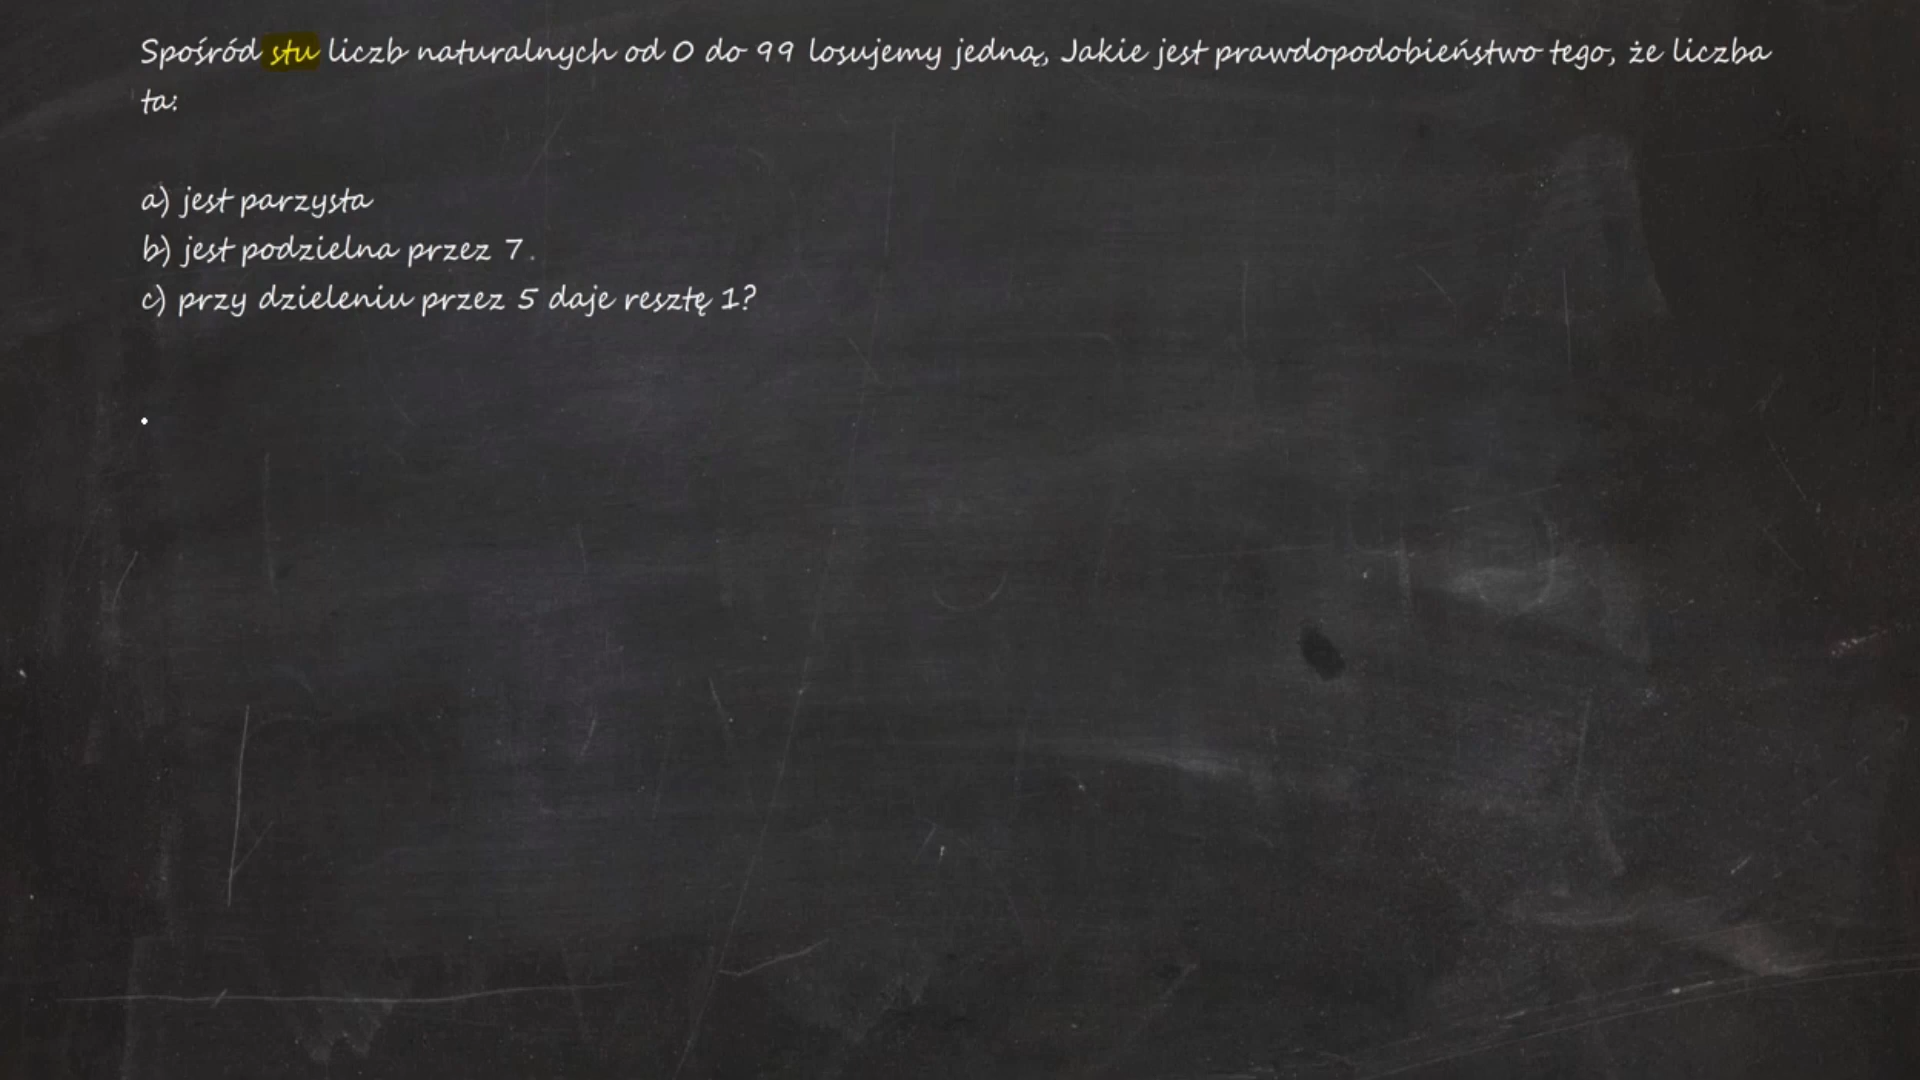 Spośród stu liczb naturalnych od 0 do 99 losujemy jedną, Jakie jest prawdopodobieństwo tego, że liczba
ta:
a) jest parzysta
b) jest podzielna przez 7.
c) przy dzieleniu przez 5 daje resztę 1?